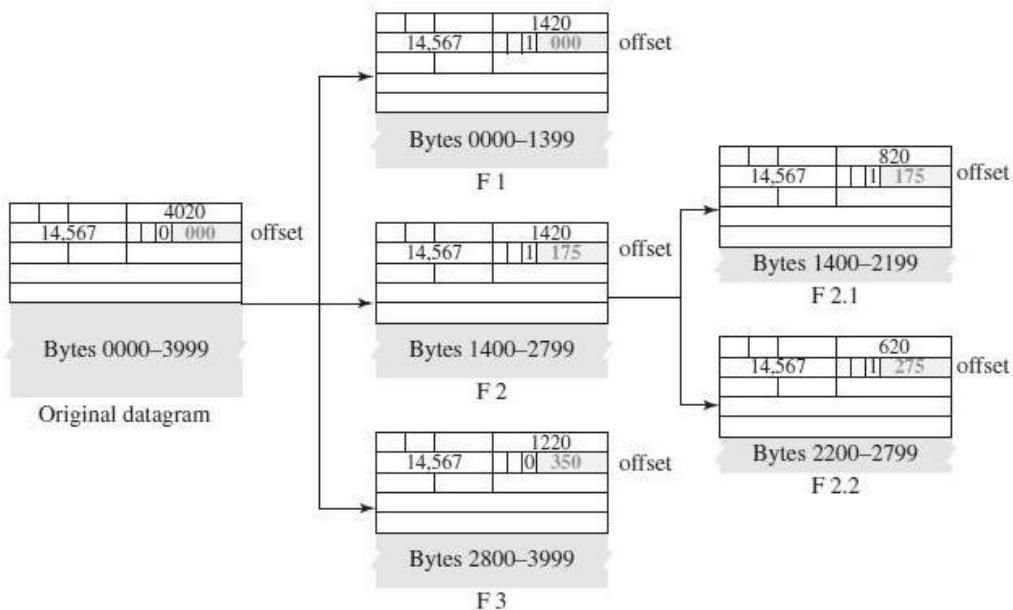 4020
14,567 0 000 offset
Bytes 0000–3999
Original datagram
1420
14,567 1 000 offset
Bytes 0000–1399
F 1
1420
14,567 1 175 offset
Bytes 1400–2799
F 2
1220
14,567 0 350 offset
Bytes 2800–3999
F 3
820
14,567 1 175 offset
Bytes 1400–2199
F 2.1
620
14,567 1 275 offset
Bytes 2200–2799
F 2.2